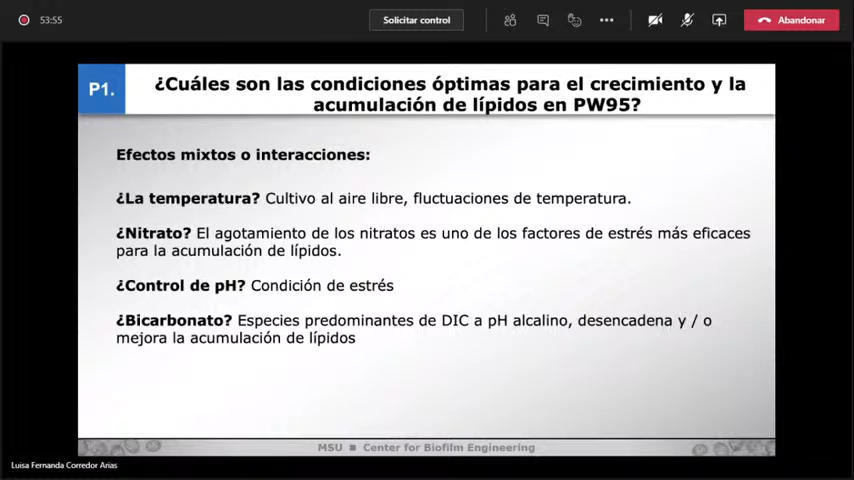 53:55
Solicitar control
Abandonar
P1.
¿Cuáles son las condiciones óptimas para el crecimiento y la
acumulación de lípidos en PW95?
Efectos mixtos o interacciones:
¿La temperatura? Cultivo al aire libre, fluctuaciones de temperatura.
¿Nitrato? El agotamiento de los nitratos es uno de los factores de estrés más eficaces
para la acumulación de lípidos.
¿Control de pH? Condición de estrés
¿Bicarbonato? Especies predominantes de DIC a pH alcalino, desencadena y / o
mejora la acumulación de lípidos
MSU ■ Center for Biofilm Engineering
Luisa Fernanda Corredor Arias